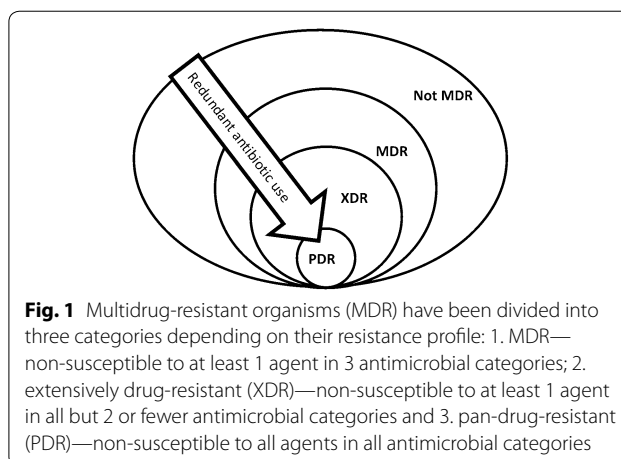 Not MDR
Redundant antibiotic use
MDR
XDR
PDR
Fig. 1 Multidrug-resistant organisms (MDR) have been divided into
three categories depending on their resistance profile: 1. MDR—
non-susceptible to at least 1 agent in 3 antimicrobial categories; 2.
extensively drug-resistant (XDR)—non-susceptible to at least 1 agent
in all but 2 or fewer antimicrobial categories and 3. pan-drug-resistant
(PDR)—non-susceptible to all agents in all antimicrobial categories